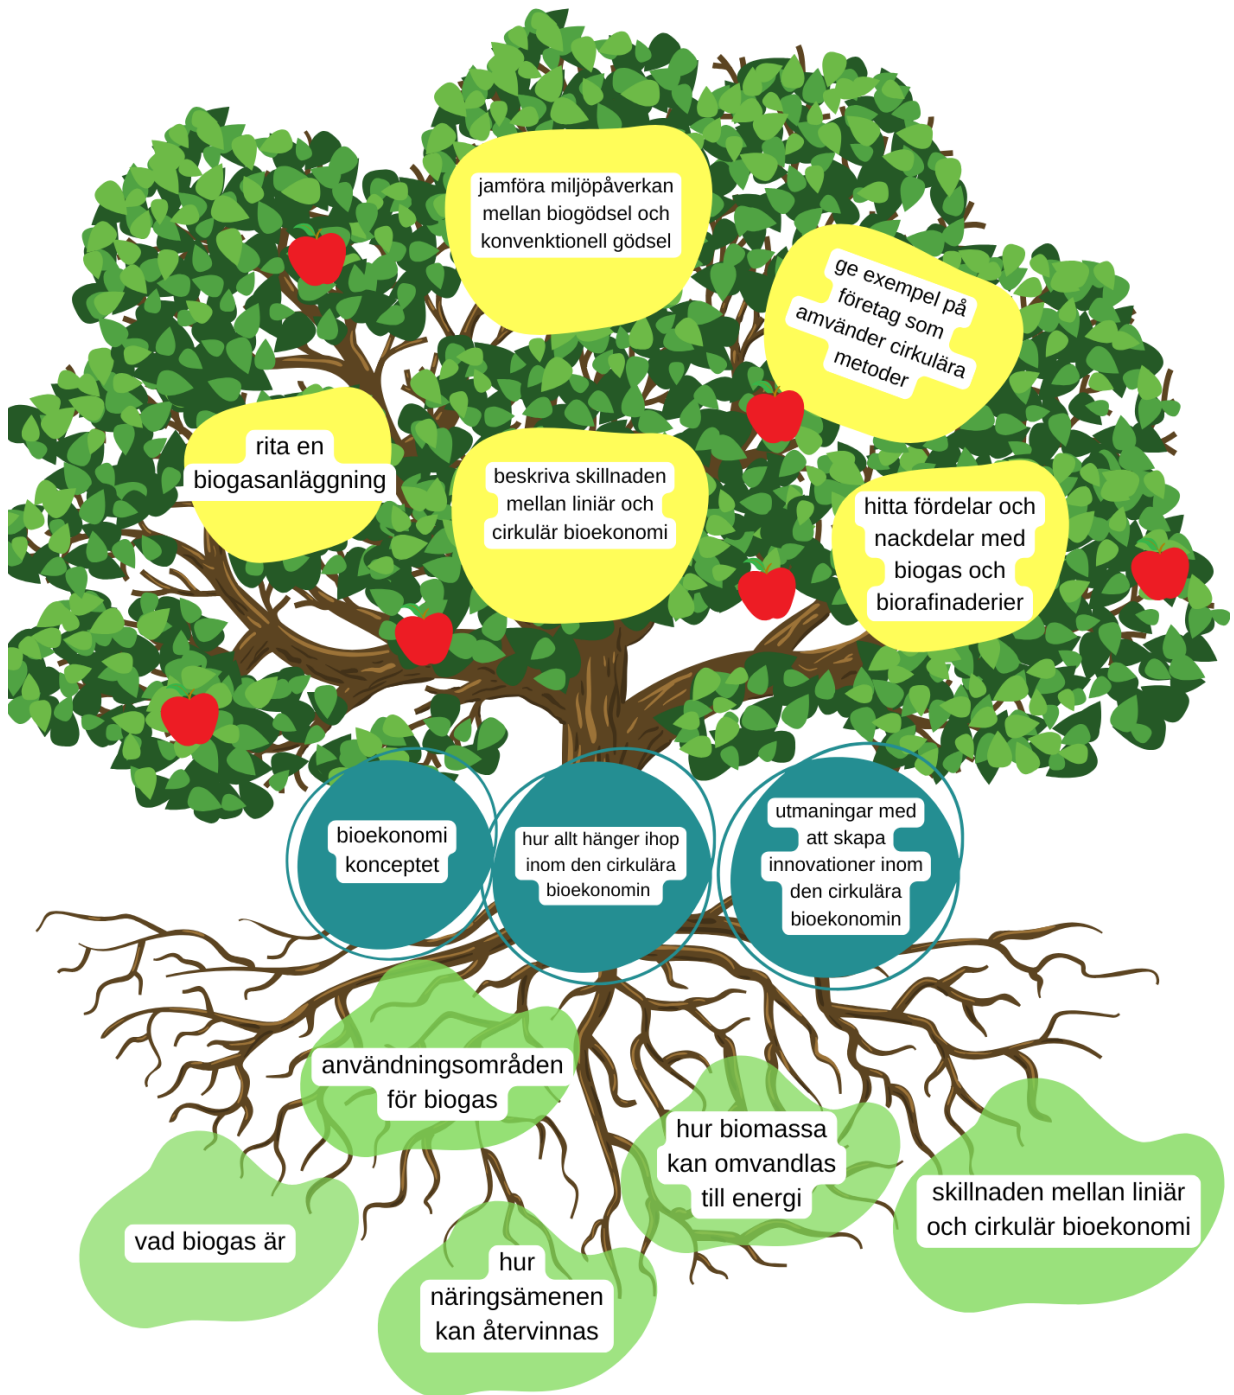 jamföra miljöpåverkan
mellan biogödsel och
konvenktionell gödsel
ge exempel på
företag som
amvänder cirkulära
metoder
rita en
biogasanläggning
beskriva skillnaden
mellan liniär och
cirkulär bioekonomi
hitta fördelar och
nackdelar med
biogas och
biorafinaderier
bioekonomi
konceptet
hur allt hänger ihop
inom den cirkulära
bioekonomin
utmaningar med
att skapa
innovationer inom
den cirkulära
bioekonomin
användningsområden
för biogas
hur biomassa
kan omvandlas
till energi
skillnaden mellan liniär
och cirkulär bioekonomi
vad biogas är
hur
näringsämenen
kan återvinnas